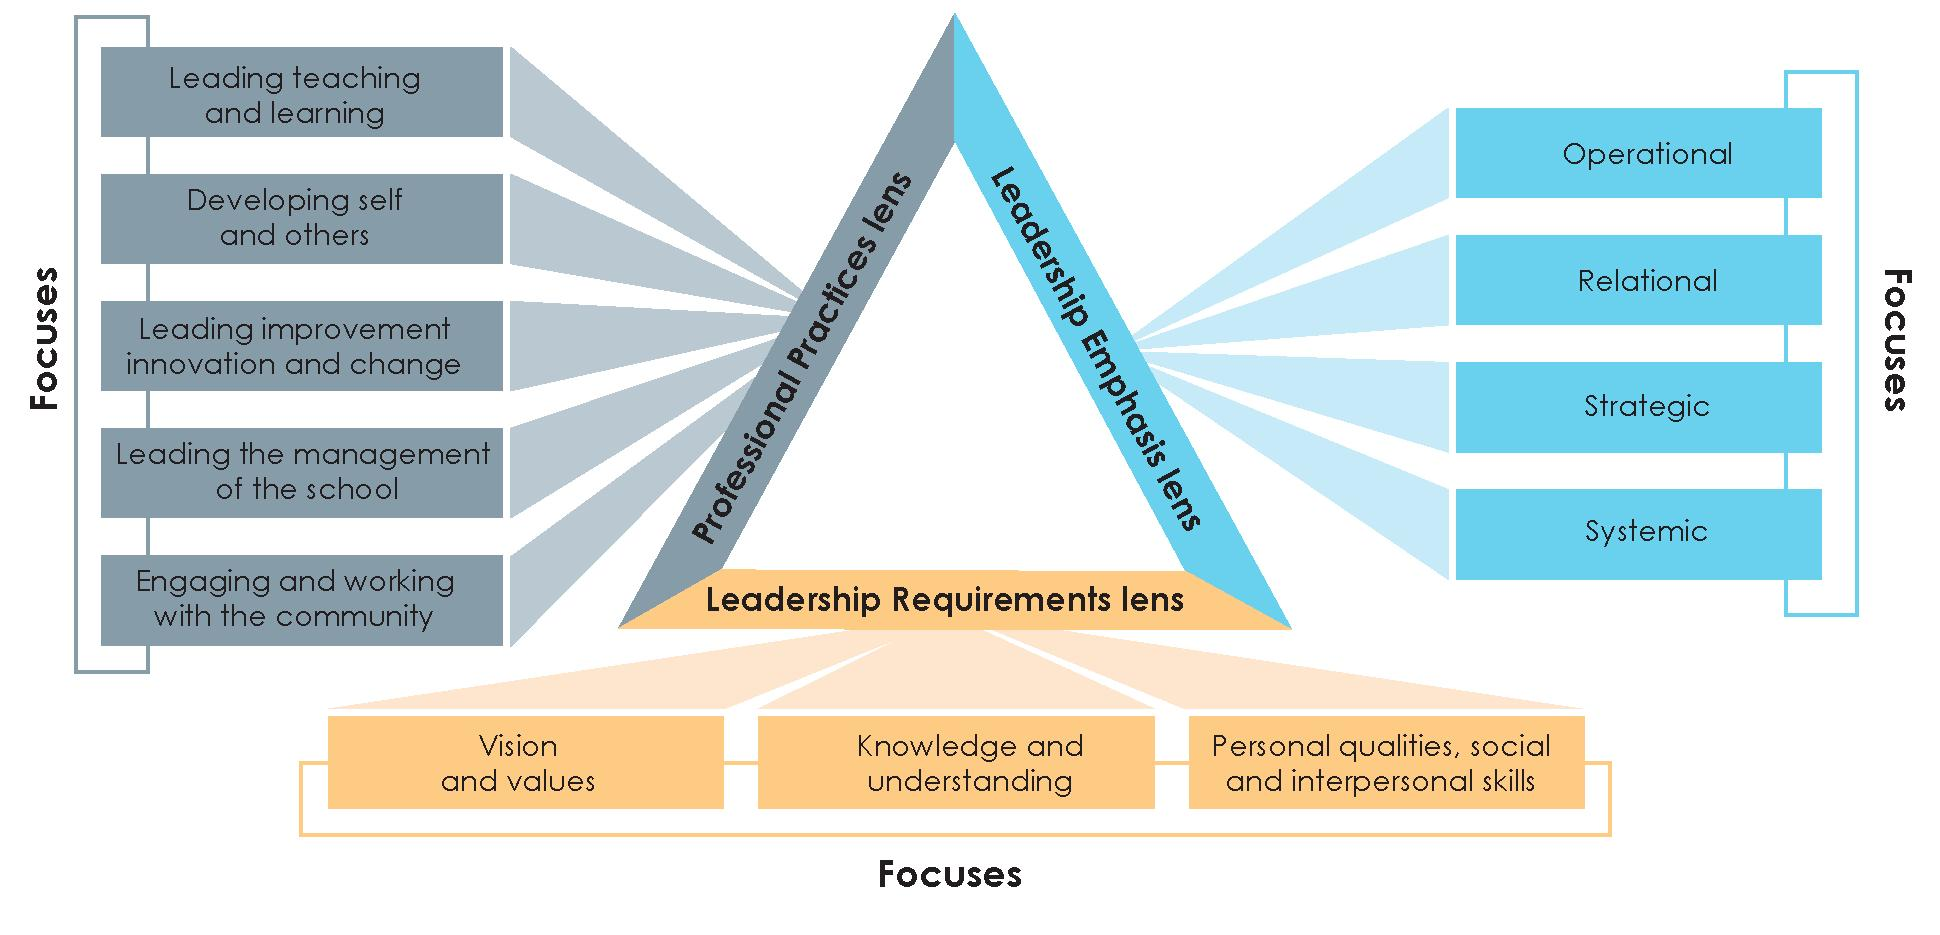 Focuses
Leading teaching
and learning
Developing self
and others
Leading improvement
innovation and change
Leading the management
of the school
Engaging and working
with the community
Professional Practices lens
Leadership Emphasis lens
Leadership Requirements lens
Operational
Relational
Strategic
Systemic
Focuses
Vision
and values
Knowledge and
understanding
Personal qualities, social
and interpersonal skills
Focuses